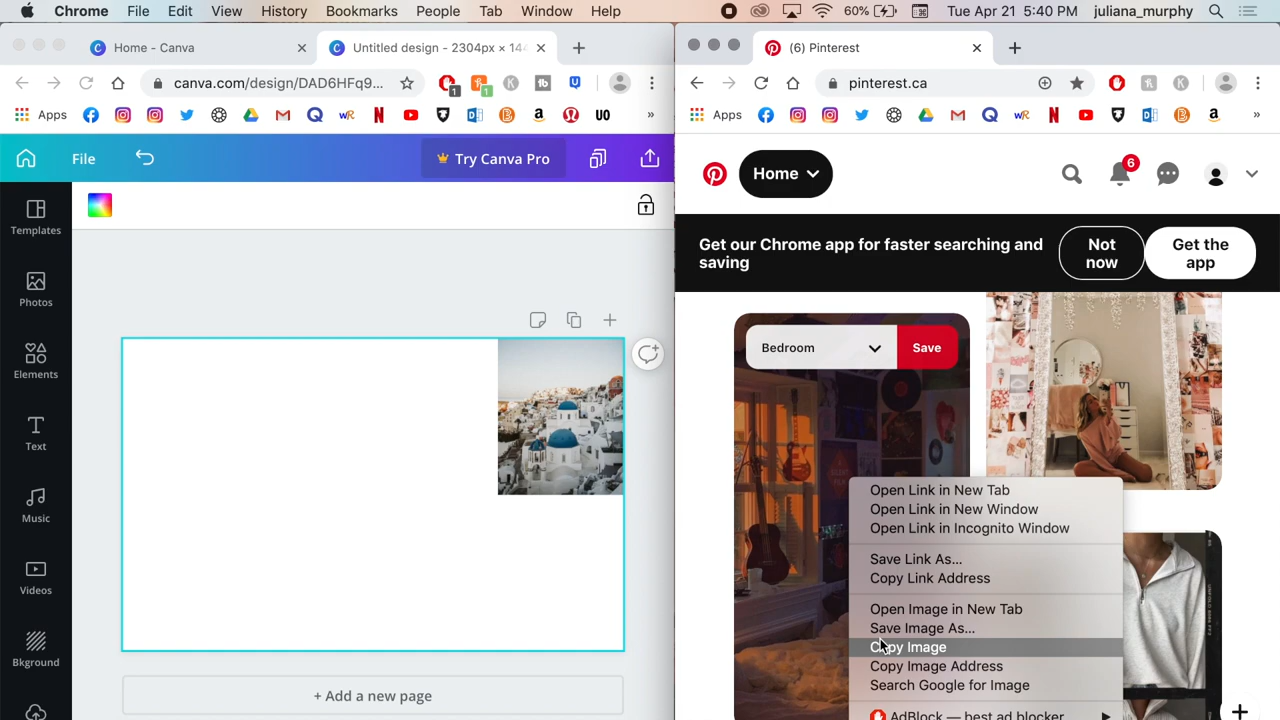 Chrome File Edit View History Bookmarks People Tab Window Help
60% Tue Apr 21 5:40 PM juliana_murphy
Home - Canva
Untitled design - 2304px × 144
canva.com/design/DAD6HFq9...
1
1
Apps
UO
»
File
Try Canva Pro
Templates
Photos
Elements
Text
Music
Videos
Bkground
+ Add a new page
(6) Pinterest
pinterest.ca
Apps
»
Home
6
Get our Chrome app for faster searching and
saving
Not
now
Get the
app
Bedroom
Save
Open Link in New Tab
Open Link in New Window
Open Link in Incognito Window
Save Link As...
Copy Link Address
Open Image in New Tab
Save Image As...
Copy Image
Copy Image Address
Search Google for Image
AdBlock — best ad blocker